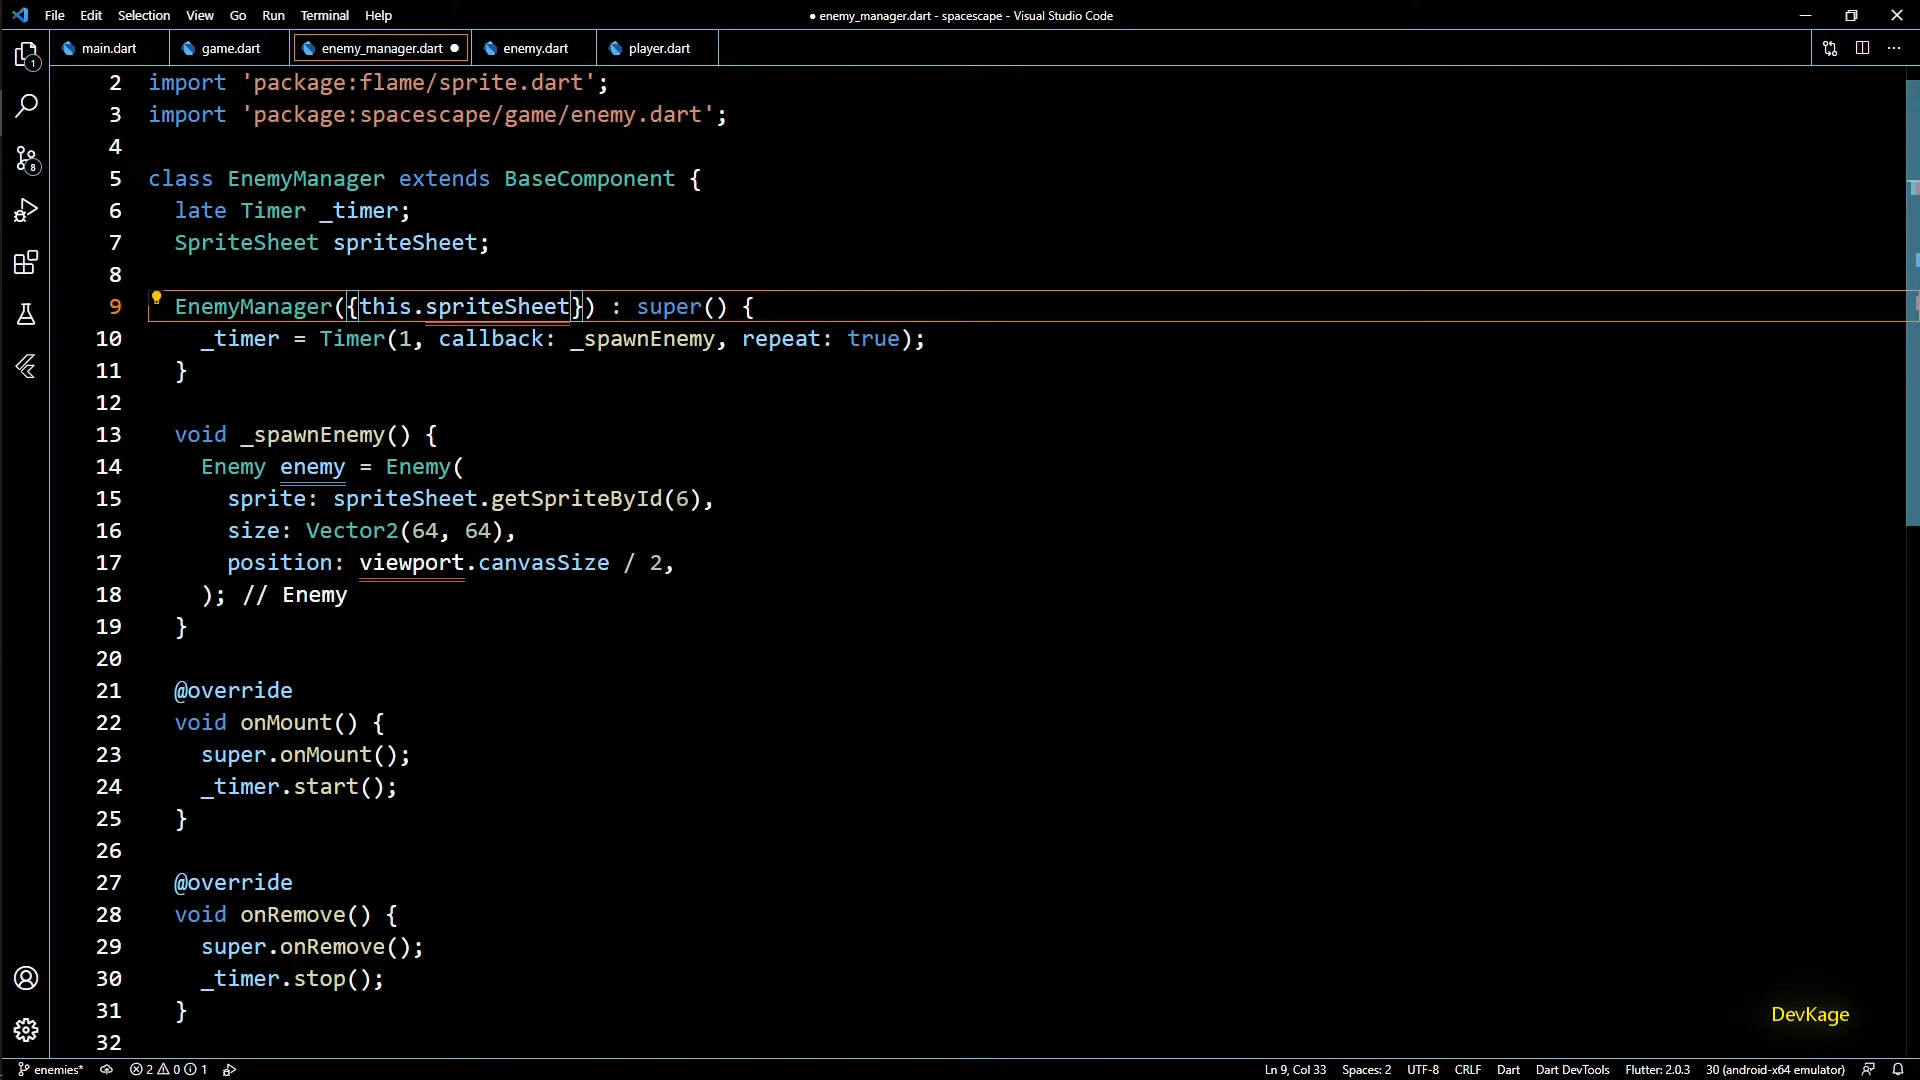 File Edit Selection View Go Run Terminal Help
● enemy_manager.dart - spacescape - Visual Studio Code
main.dart game.dart enemy_manager.dart ● enemy.dart player.dart
2 import 'package:flame/sprite.dart';
3 import 'package:spacescape/game/enemy.dart';
4
5 class EnemyManager extends BaseComponent {
6   late Timer _timer;
7   SpriteSheet spriteSheet;
8
9   EnemyManager({this.spriteSheet}) : super() {
10     _timer = Timer(1, callback: _spawnEnemy, repeat: true);
11   }
12
13   void _spawnEnemy() {
14     Enemy enemy = Enemy(
15       sprite: spriteSheet.getSpriteById(6),
16       size: Vector2(64, 64),
17       position: viewport.canvasSize / 2,
18     ); // Enemy
19   }
20
21   @override
22   void onMount() {
23     super.onMount();
24     _timer.start();
25   }
26
27   @override
28   void onRemove() {
29     super.onRemove();
30     _timer.stop();
31   }
32
1
8
DevKage
enemies* 2 0 1 Ln 9, Col 33 Spaces: 2 UTF-8 CRLF Dart Dart DevTools Flutter: 2.0.3 30 (android-x64 emulator)